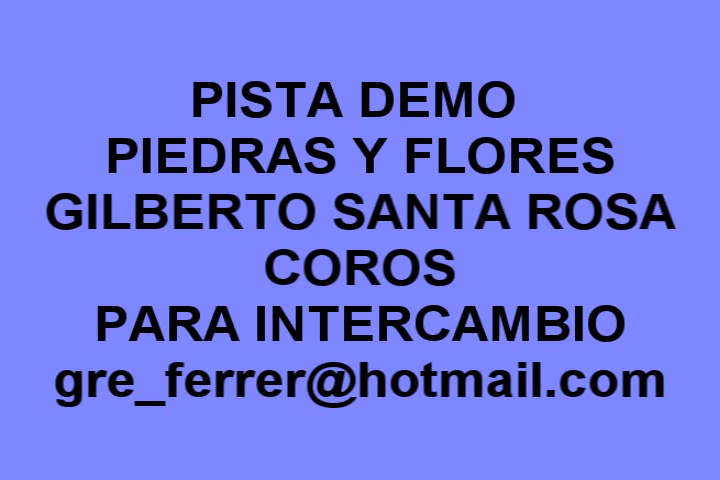 PISTA DEMO
PIEDRAS Y FLORES
GILBERTO SANTA ROSA
COROS
PARA INTERCAMBIO
gre_ferrer@hotmail.com